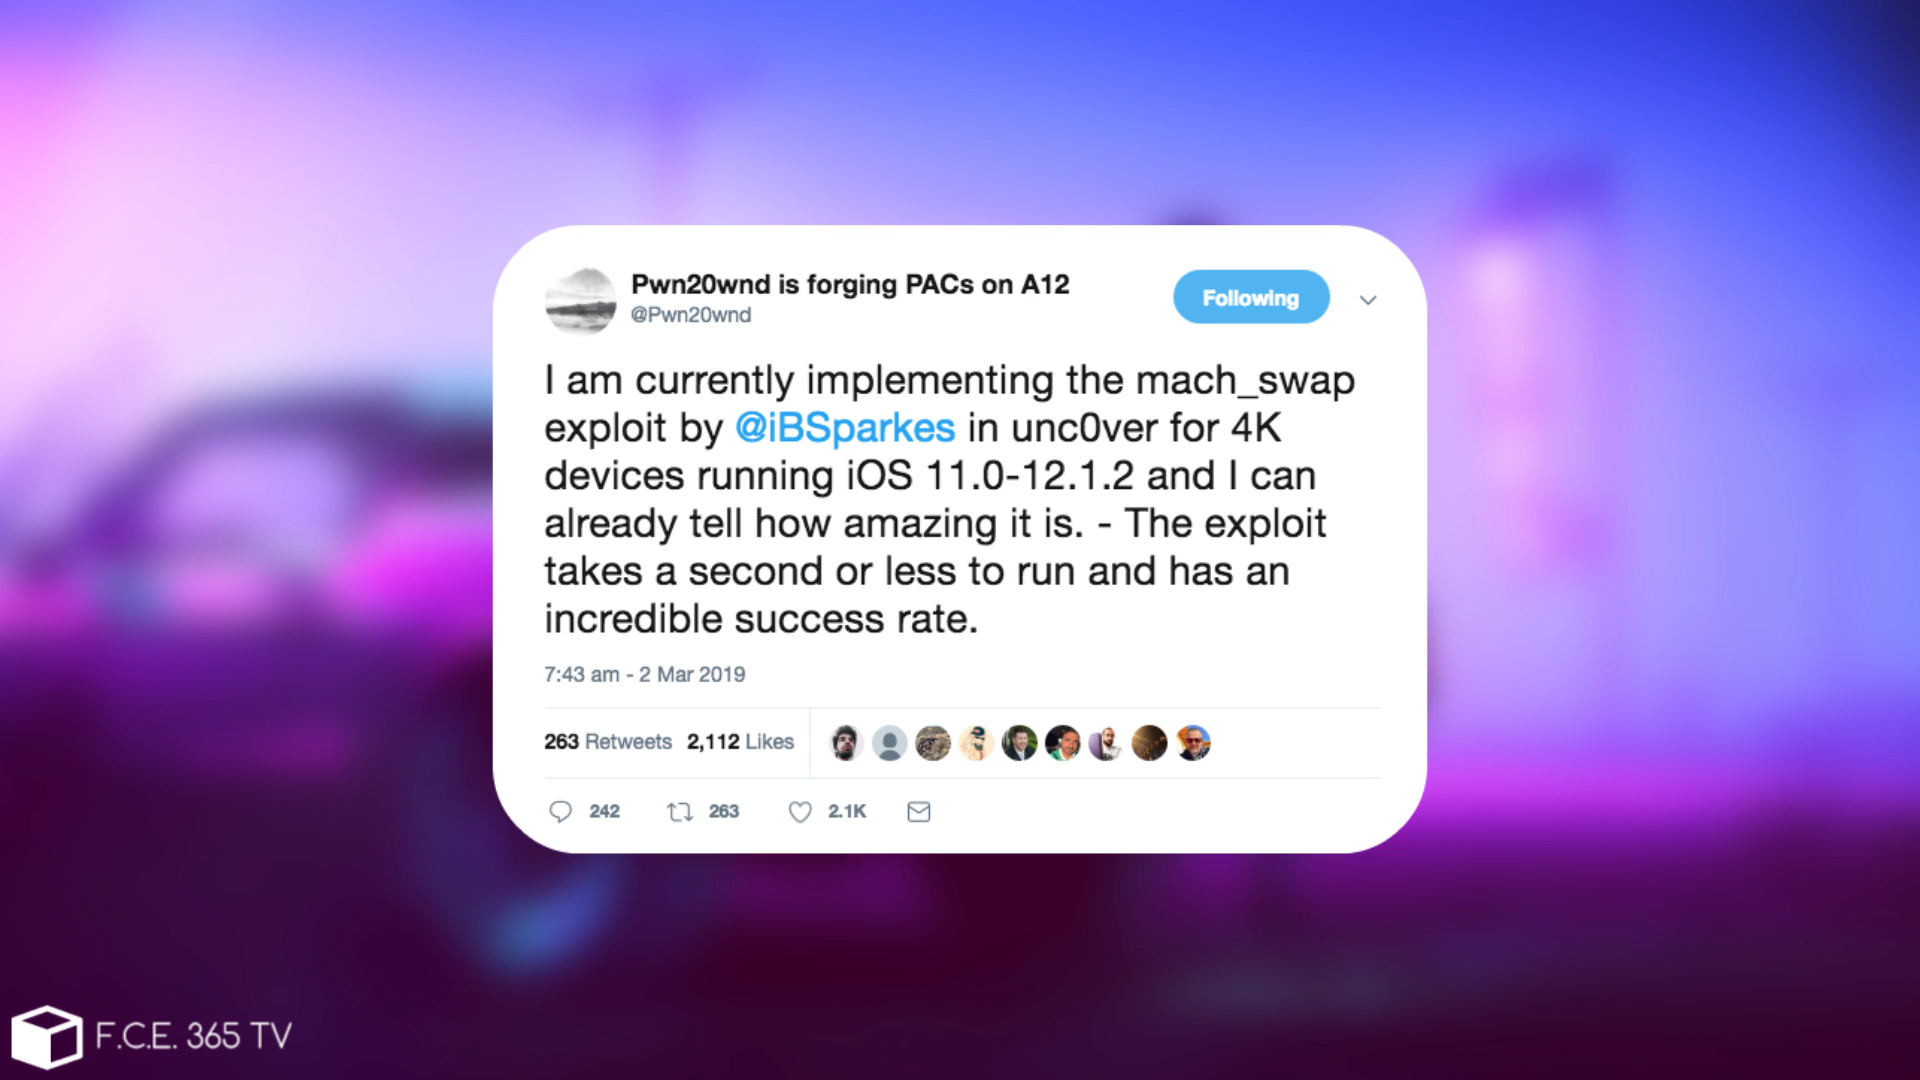 Pwn20wnd is forging PACs on A12
@Pwn20wnd
Following
I am currently implementing the mach_swap
exploit by @iBSparkes in unc0ver for 4K
devices running iOS 11.0-12.1.2 and I can
already tell how amazing it is. - The exploit
takes a second or less to run and has an
incredible success rate.
7:43 am - 2 Mar 2019
263 Retweets 2,112 Likes
242 263 2.1K
F.C.E. 365 TV